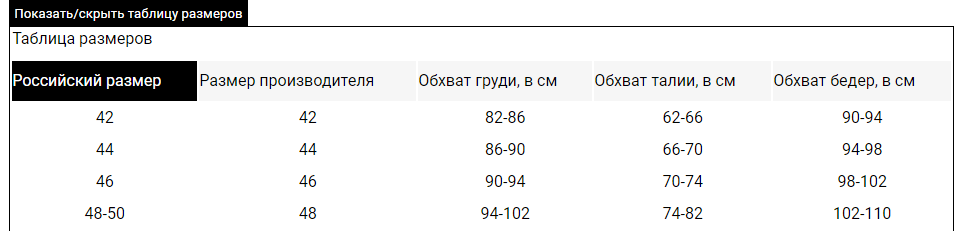 Показать/скрыть таблицу размеров
Таблица размеров
Российский размер Размер производителя Обхват груди, в см Обхват талии, в см Обхват бедер, в см
42 42 82-86 62-66 90-94
44 44 86-90 66-70 94-98
46 46 90-94 70-74 98-102
48-50 48 94-102 74-82 102-110